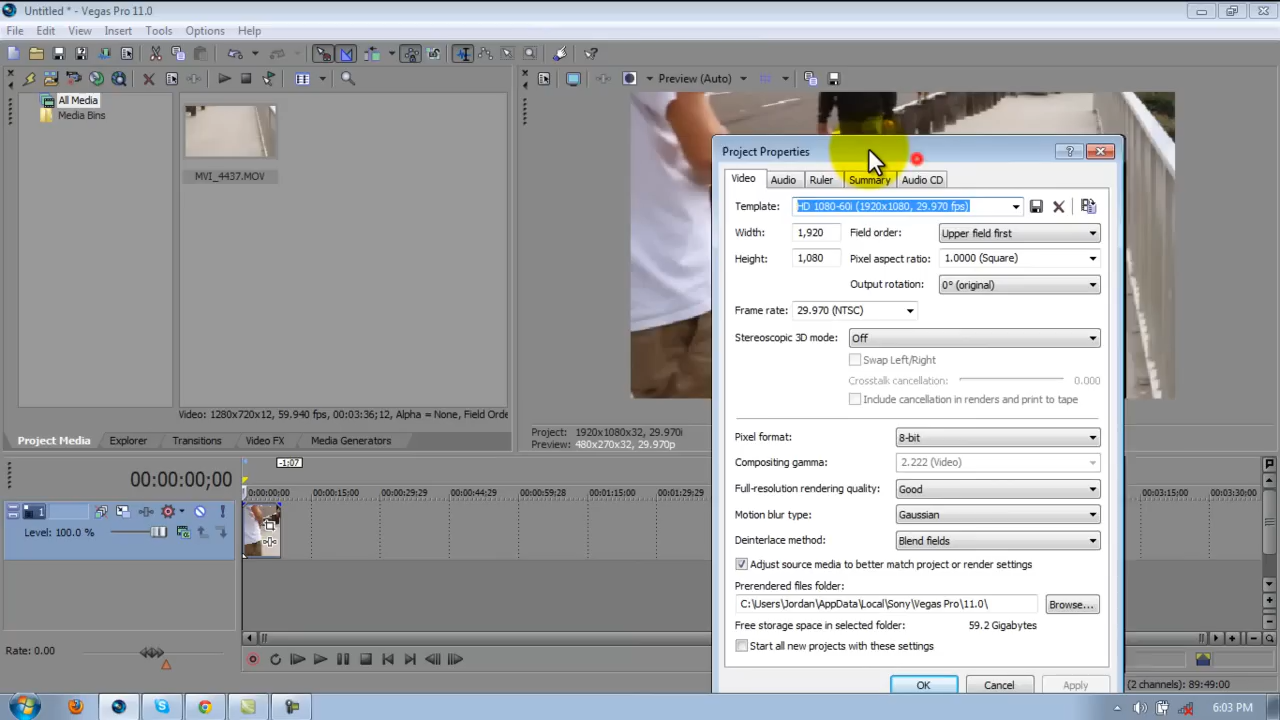 Untitled * - Vegas Pro 11.0
File Edit View Insert Tools Options Help
Preview (Auto)
All Media
Media Bins
MVI_4437.MOV
Video: 1280x720x12, 59.940 fps, 00:03:36;12, Alpha = None, Field Orde
Project Media Explorer Transitions Video FX Media Generators
Project: 1920x1080x32, 29.970i
Preview: 480x270x32, 29.970p
Project Properties
Video Audio Ruler Summary Audio CD
Template: HD 1080-60i (1920x1080, 29.970 fps)
Width: 1,920 Field order: Upper field first
Height: 1,080 Pixel aspect ratio: 1.0000 (Square)
Output rotation: 0° (original)
Frame rate: 29.970 (NTSC)
Stereoscopic 3D mode: Off
Swap Left/Right
Crosstalk cancellation: 0.000
Include cancellation in renders and print to tape
Pixel format: 8-bit
Compositing gamma: 2.222 (Video)
Full-resolution rendering quality: Good
Motion blur type: Gaussian
Deinterlace method: Blend fields
Adjust source media to better match project or render settings
Prerendered files folder:
C:\Users\Jordan\AppData\Local\Sony\Vegas Pro\11.0\ Browse...
Free storage space in selected folder: 59.2 Gigabytes
Start all new projects with these settings
OK Cancel Apply
-1:07
00:00:00;00
0:00:00:00 00:00:15:00 00:00:29:29 00:00:44:29 00:00:59:28 00:01:15:00 00:01:29:29 00:03:15:00 00:03:30:00
1
Level: 100.0 %
Rate: 0.00
(2 channels) 89:49:00
6:03 PM